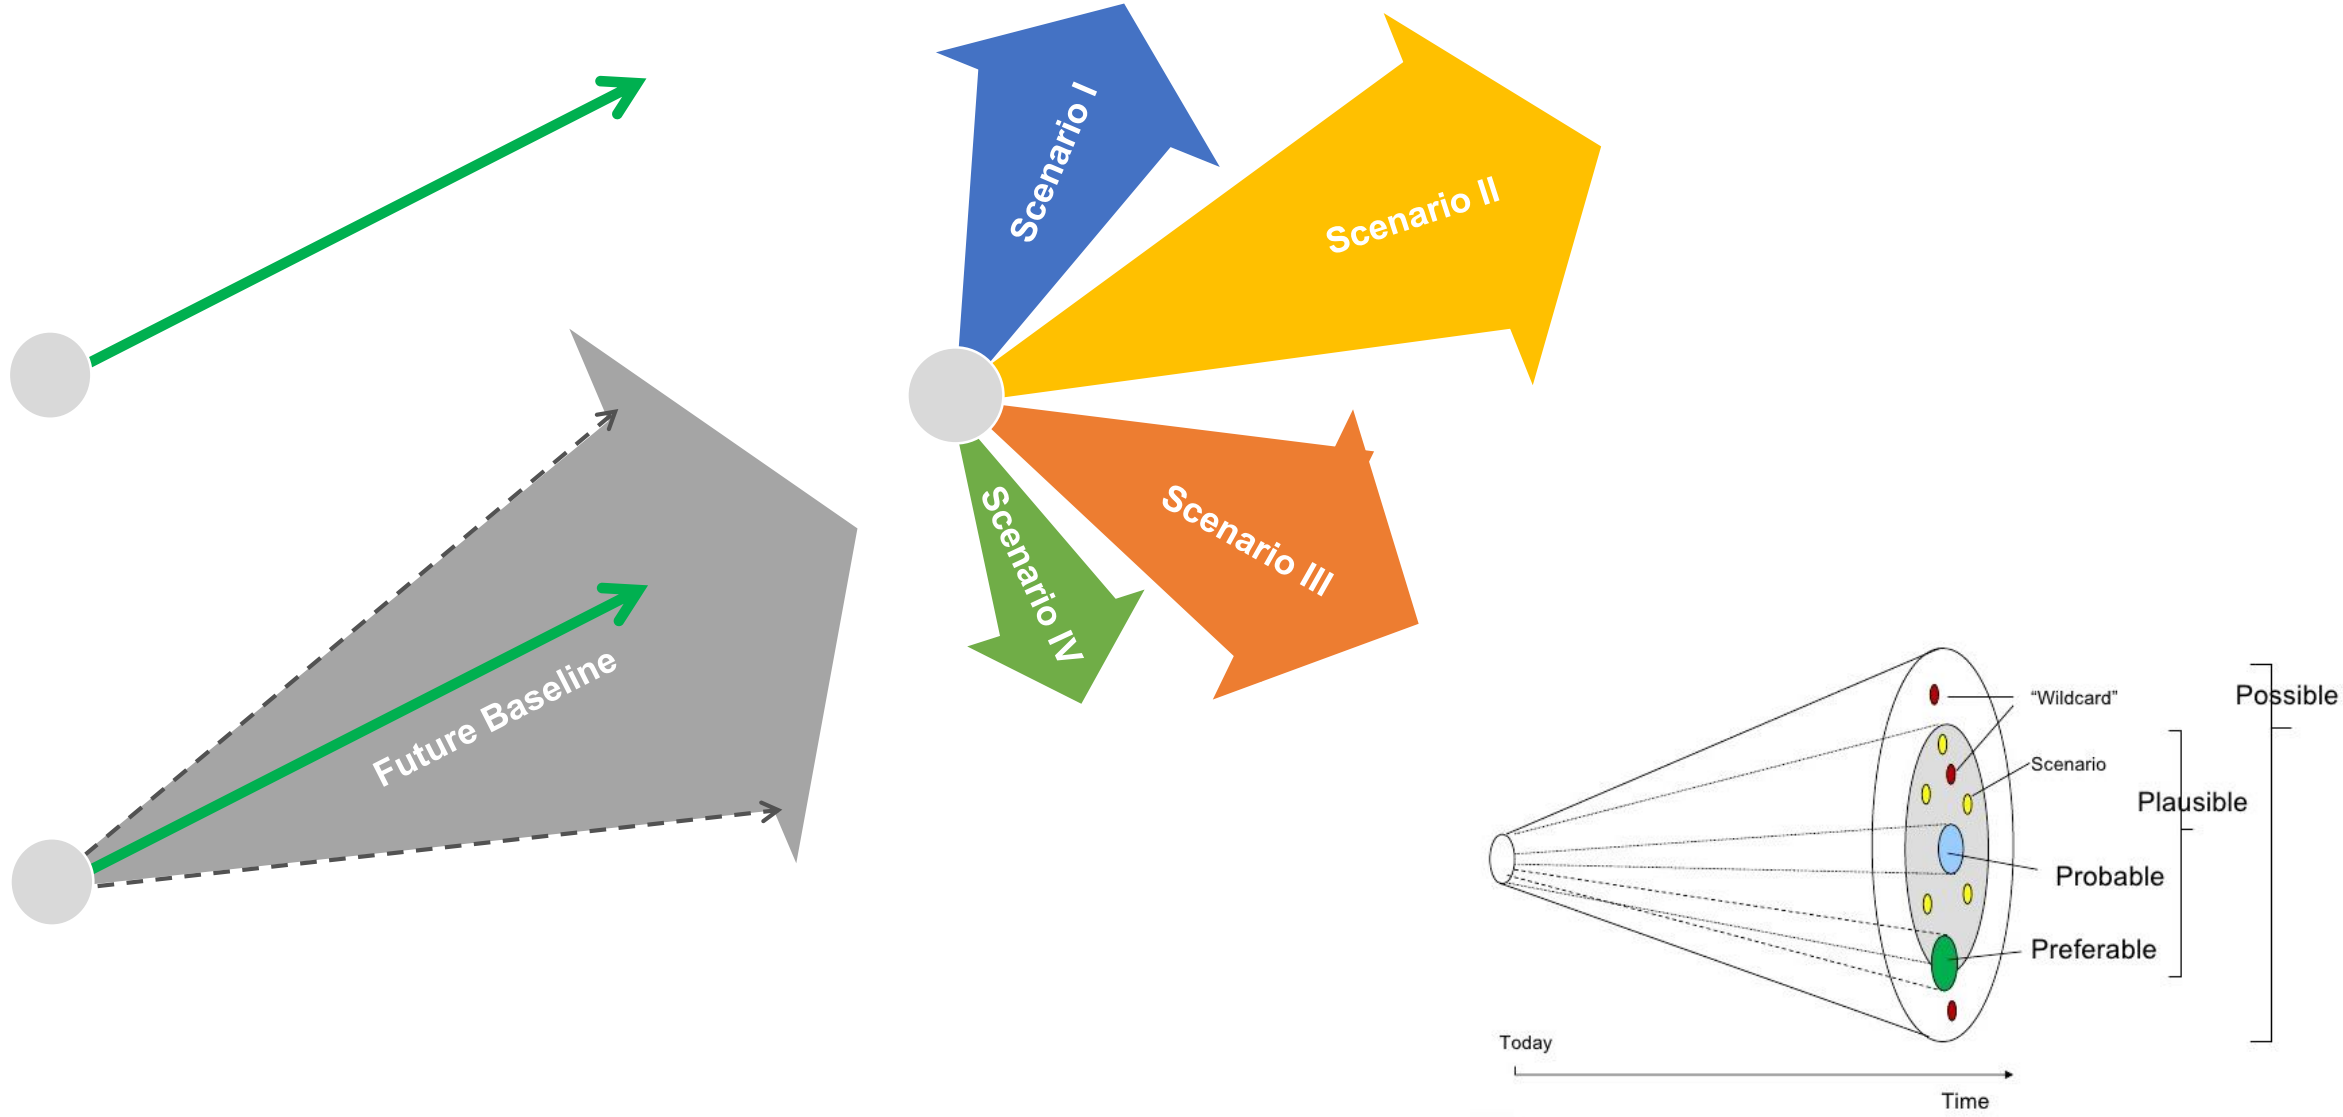 Scenario I
Scenario II
Scenario III
Scenario IV
Future Baseline
“Wildcard”
Possible
Scenario
Plausible
Probable
Preferable
Today
Time